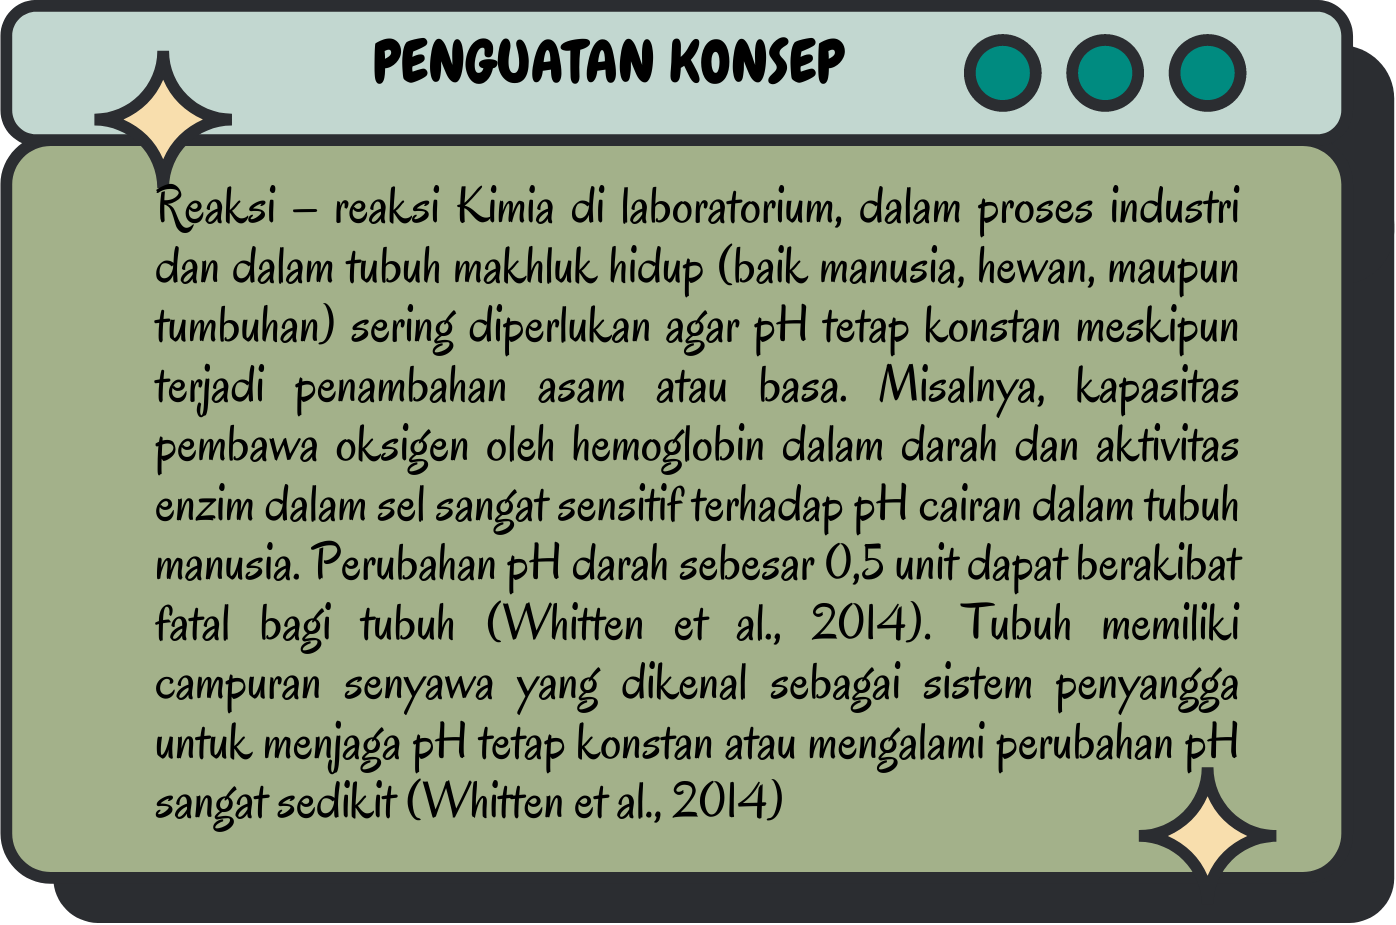 PENGUATAN KONSEP
Reaksi – reaksi Kimia di laboratorium, dalam proses industri
dan dalam tubuh makhluk hidup (baik manusia, hewan, maupun
tumbuhan) sering diperlukan agar pH tetap konstan meskipun
terjadi penambahan asam atau basa. Misalnya, kapasitas
pembawa oksigen oleh hemoglobin dalam darah dan aktivitas
enzim dalam sel sangat sensitif terhadap pH cairan dalam tubuh
manusia. Perubahan pH darah sebesar 0,5 unit dapat berakibat
fatal bagi tubuh (Whitten et al., 2014). Tubuh memiliki
campuran senyawa yang dikenal sebagai sistem penyangga
untuk menjaga pH tetap konstan atau mengalami perubahan pH
sangat sedikit (Whitten et al., 2014)